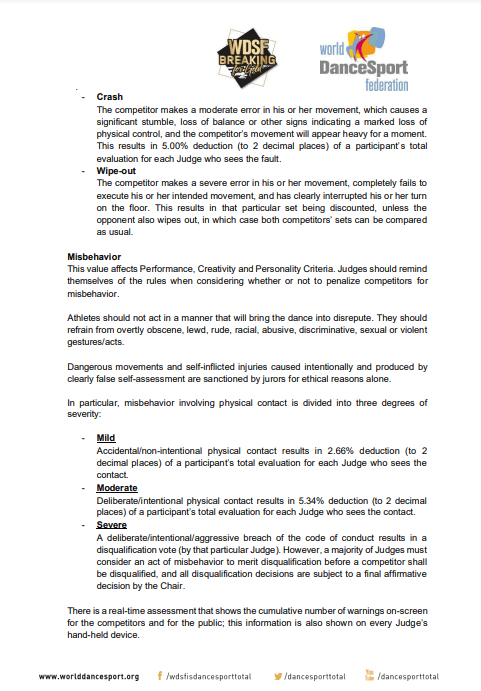 WDSF
BREAKING
for Gold
world
DanceSport
federation
- Crash
The competitor makes a moderate error in his or her movement, which causes a
significant stumble, loss of balance or other signs indicating a marked loss of
physical control, and the competitor's movement will appear heavy for a moment.
This results in 5.00% deduction (to 2 decimal places) of a participant's total
evaluation for each Judge who sees the fault.
- Wipe-out
The competitor makes a severe error in his or her movement, completely fails to
execute his or her intended movement, and has clearly interrupted his or her turn
on the floor. This results in that particular set being discounted, unless the
opponent also wipes out, in which case both competitors' sets can be compared
as usual.
Misbehavior
This value affects Performance, Creativity and Personality Criteria. Judges should remind
themselves of the rules when considering whether or not to penalize competitors for
misbehavior.
Athletes should not act in a manner that will bring the dance into disrepute. They should
refrain from overtly obscene, lewd, rude, racial, abusive, discriminative, sexual or violent
gestures/acts.
Dangerous movements and self-inflicted injuries caused intentionally and produced by
clearly false self-assessment are sanctioned by jurors for ethical reasons alone.
In particular, misbehavior involving physical contact is divided into three degrees of
severity:
- Mild
Accidental/non-intentional physical contact results in 2.66% deduction (to 2
decimal places) of a participant's total evaluation for each Judge who sees the
contact.
- Moderate
Deliberate/intentional physical contact results in 5.34% deduction (to 2 decimal
places) of a participant's total evaluation for each Judge who sees the contact.
- Severe
A deliberate/intentional/aggressive breach of the code of conduct results in a
disqualification vote (by that particular Judge). However, a majority of Judges must
consider an act of misbehavior to merit disqualification before a competitor shall
be disqualified, and all disqualification decisions are subject to a final affirmative
decision by the Chair.
There is a real-time assessment that shows the cumulative number of warnings on-screen
for the competitors and for the public; this information is also shown on every Judge's
hand-held device.
www.worlddancesport.org f /wdsfisdancesporttotal /dancesporttotal You Tube /dancesporttotal